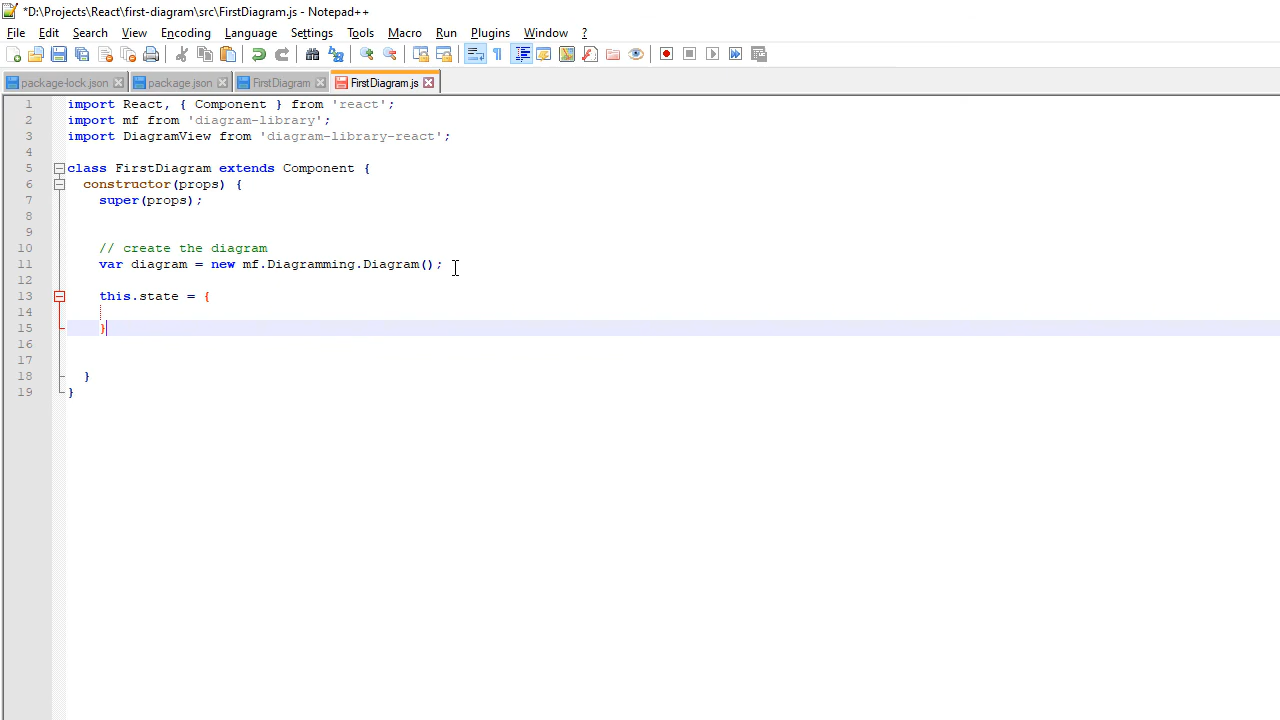 *D:\Projects\React\first-diagram\src\FirstDiagram.js - Notepad++
File Edit Search View Encoding Language Settings Tools Macro Run Plugins Window ?
package-lock.json package.json FirstDiagram FirstDiagram.js
1 import React, { Component } from 'react';
2 import mf from 'diagram-library';
3 import DiagramView from 'diagram-library-react';
4
5 class FirstDiagram extends Component {
6 constructor(props) {
7 super(props);
8
9
10 // create the diagram
11 var diagram = new mf.Diagramming.Diagram();
12
13 this.state = {
14
15 }
16
17
18 }
19 }